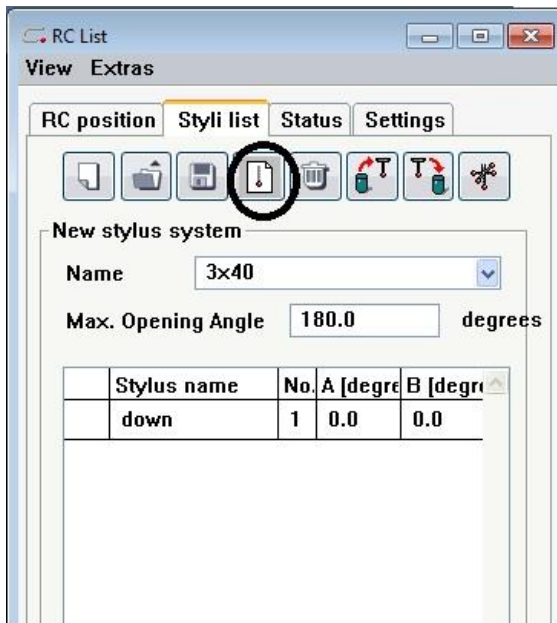 RC List
View Extras
RC position Styli list Status Settings
New stylus system
Name 3x40
Max. Opening Angle 180.0 degrees
Stylus name No. A [degre B [degre
down 1 0.0 0.0